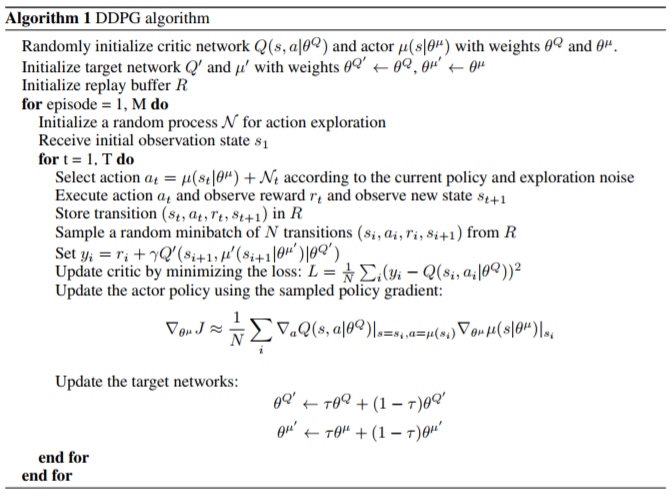 Algorithm 1 DDPG algorithm
Randomly initialize critic network Q(s, a|θ^Q) and actor μ(s|θ^μ) with weights θ^Q and θ^μ.
Initialize target network Q′ and μ′ with weights θ^{Q′} ← θ^Q, θ^{μ′} ← θ^μ
Initialize replay buffer R
for episode = 1, M do
Initialize a random process 𝒩 for action exploration
Receive initial observation state s_1
for t = 1, T do
Select action a_t = μ(s_t|θ^μ) + 𝒩_t according to the current policy and exploration noise
Execute action a_t and observe reward r_t and observe new state s_{t+1}
Store transition (s_t, a_t, r_t, s_{t+1}) in R
Sample a random minibatch of N transitions (s_i, a_i, r_i, s_{i+1}) from R
Set y_i = r_i + γQ′(s_{i+1}, μ′(s_{i+1}|θ^{μ′})|θ^{Q′})
Update critic by minimizing the loss: L = 1/N ∑_i(y_i − Q(s_i, a_i|θ^Q))^2
Update the actor policy using the sampled policy gradient:
∇_{θ^μ} J ≈ 1/N ∑_i ∇_a Q(s, a|θ^Q)|_{s=s_i,a=μ(s_i)} ∇_{θ^μ} μ(s|θ^μ)|_{s_i}
Update the target networks:
θ^{Q′} ← τθ^Q + (1 − τ)θ^{Q′}
θ^{μ′} ← τθ^μ + (1 − τ)θ^{μ′}
end for
end for